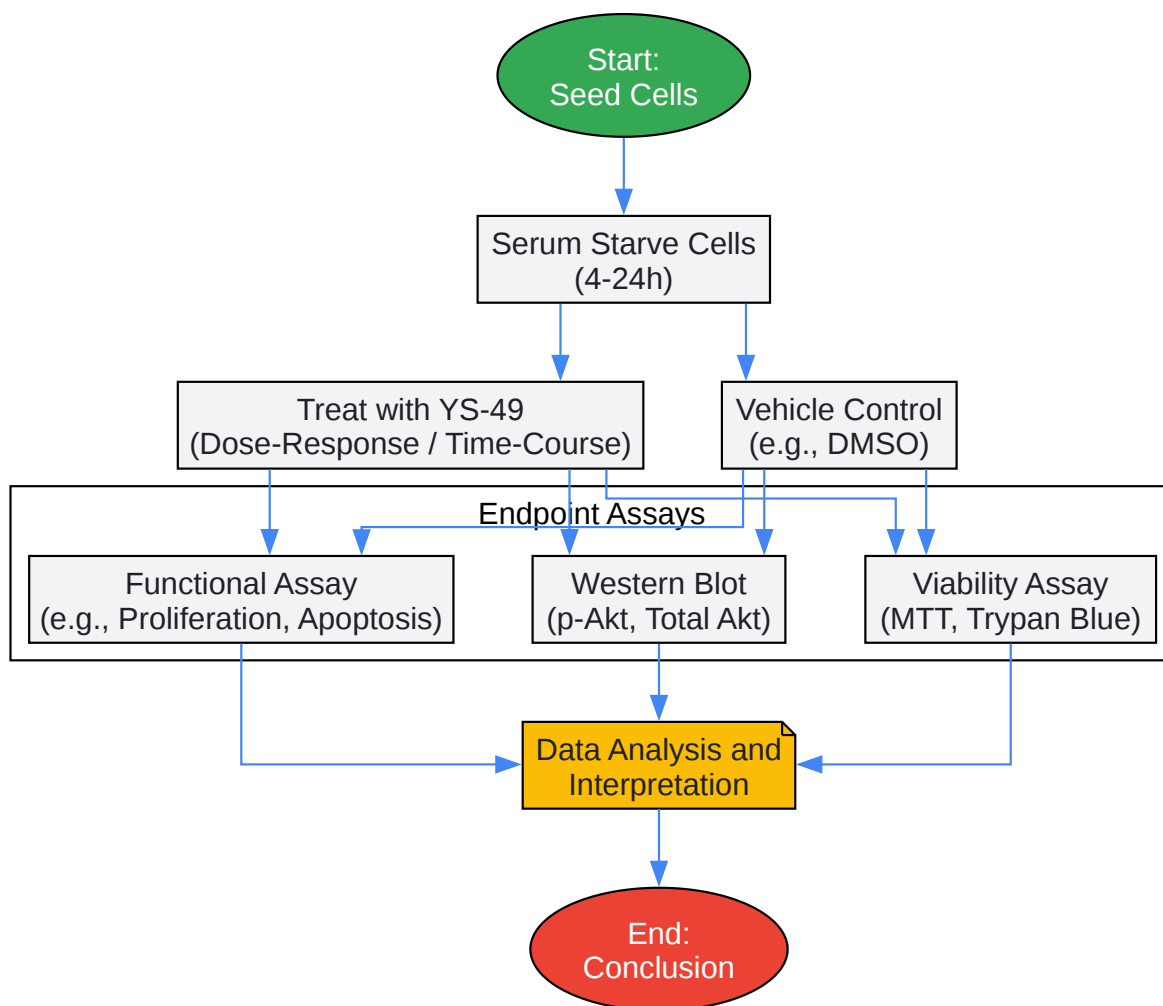 Start:
Seed Cells
Serum Starve Cells
(4-24h)
Treat with YS-49
(Dose-Response / Time-Course)
Vehicle Control
(e.g., DMSO)
Endpoint Assays
Functional Assay
(e.g., Proliferation, Apoptosis)
Western Blot
(p-Akt, Total Akt)
Viability Assay
(MTT, Trypan Blue)
Data Analysis and
Interpretation
End:
Conclusion